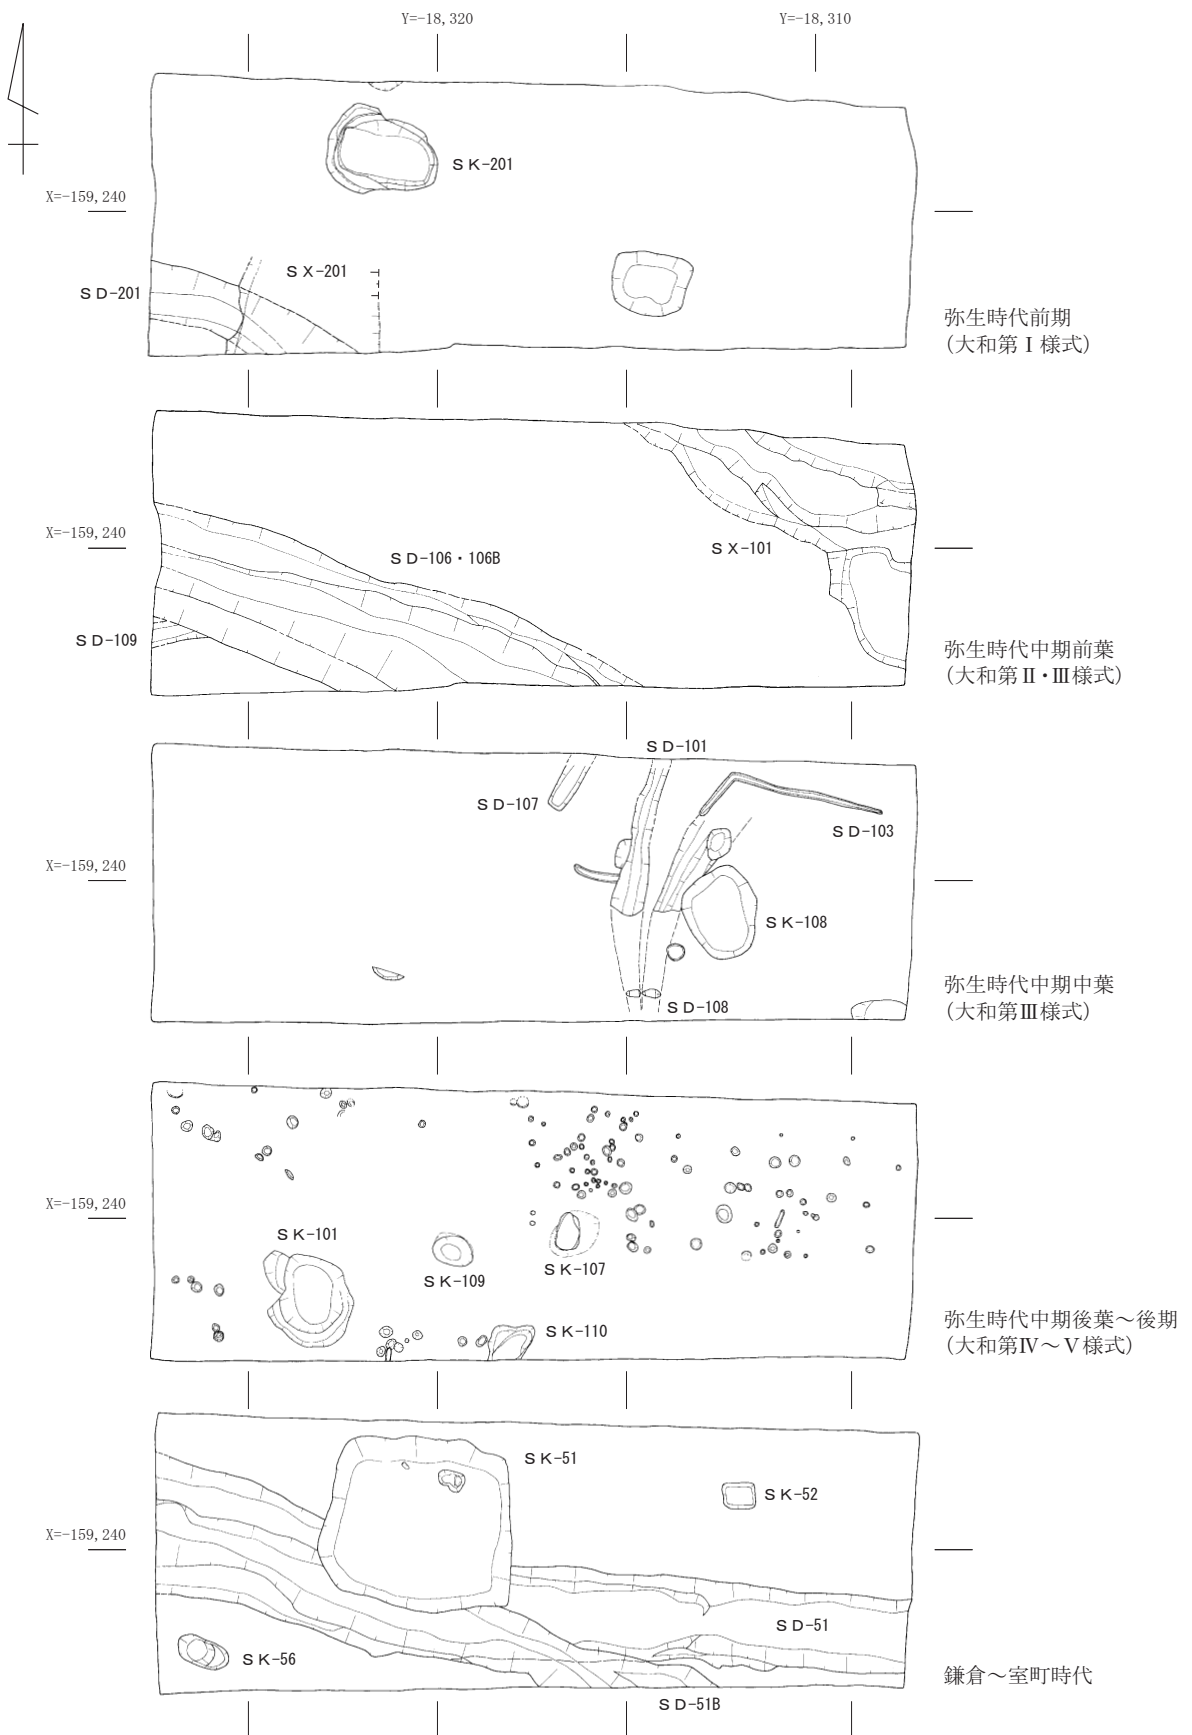 Y=-18,320
Y=-18,310
SK-201
X=-159,240
SX-201
SD-201
弥生時代前期
(大和第Ⅰ様式)
X=-159,240
SX-101
SD-106・106B
SD-109
弥生時代中期前葉
(大和第Ⅱ・Ⅲ様式)
SD-101
SD-107
SD-103
X=-159,240
SK-108
SD-108
弥生時代中期中葉
(大和第Ⅲ様式)
X=-159,240
SK-101
SK-109
SK-107
SK-110
弥生時代中期後葉～後期
(大和第Ⅳ～Ⅴ様式)
SK-51
SK-52
X=-159,240
SD-51
SK-56
SD-51B
鎌倉～室町時代